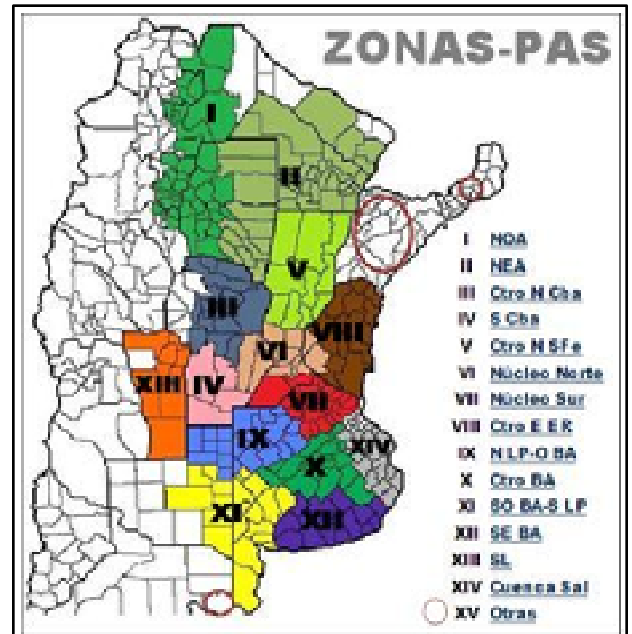 ZONAS-PAS
I
II
V
III
VIII
VI
XIII
IV
VII
IX
XIV
X
XI
XII
I NOA
II NEA
III Ctro N Cba
IV S Cba
V Ctro N SFe
VI Núcleo Norte
VII Núcleo Sur
VIII Ctro E ER
IX N LP-O BA
X Ctro BA
XI SO BA-S LP
XII SE BA
XIII SL
XIV Cuenca Sal
XV Otras